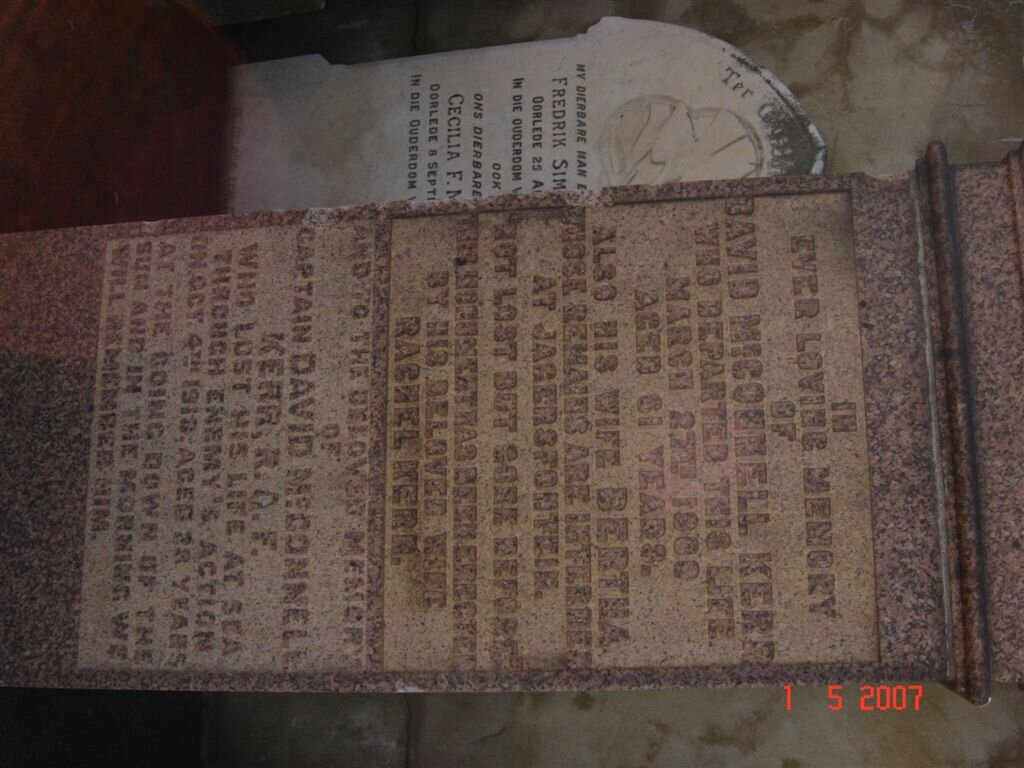 IN
EVER-LOVING MEMORY
OF
DAVID McCONNELL KERR
WHO DEPARTED THIS LIFE
MARCH 27TH 1906
AGED 61 YEARS.
ALSO HIS WIFE BERTHA
WHOSE REMAINS ARE INTERRED
AT JAGERSFONTEIN.
NOT LOST BUT GONE BEFORE
THIS MONUMENT WAS RE-ERECTED
BY HIS BELOVED WIFE
RACHEL KERR.
AND TO THE BELOVED MEMORY
OF
CAPTAIN DAVID McCONNELL
KERR, R.A.F.
WHO LOST HIS LIFE AT SEA
THROUGH ENEMY'S ACTION
ON OCT 4TH 1918, AGED 32 YEARS
AT THE GOING DOWN OF THE
SUN AND IN THE MORNING WE
WILL REMEMBER HIM.
Ter
MY DIERBARE MAN E
FREDRIK SIM
OORLEDE 25 AU
IN DIE OUDERDOM V
OOK
ONS DIERBARE
CECILIA F. M
OORLEDE 8 SEPT
IN DIE OUDERDOM V
1 5 2007